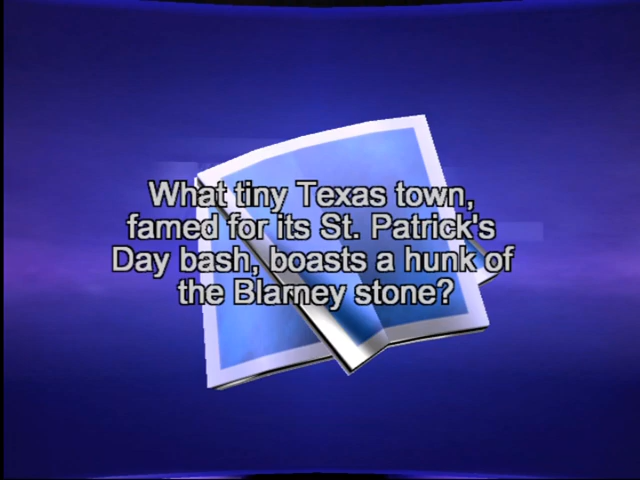 What tiny Texas town,
famed for its St. Patrick's
Day bash, boasts a hunk of
the Blarney stone?